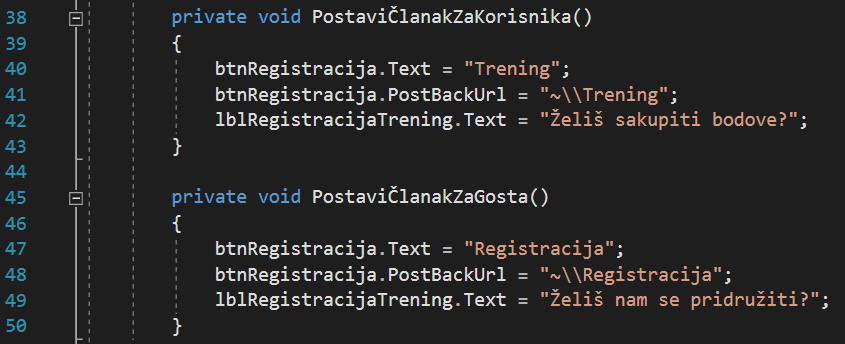 38 private void PostaviČlanakZaKorisnika()
39 {
40 btnRegistracija.Text = "Trening";
41 btnRegistracija.PostBackUrl = "~\\Trening";
42 lblRegistracijaTrening.Text = "Želiš sakupiti bodove?";
43 }
44
45 private void PostaviČlanakZaGosta()
46 {
47 btnRegistracija.Text = "Registracija";
48 btnRegistracija.PostBackUrl = "~\\Registracija";
49 lblRegistracijaTrening.Text = "Želiš nam se pridružiti?";
50 }